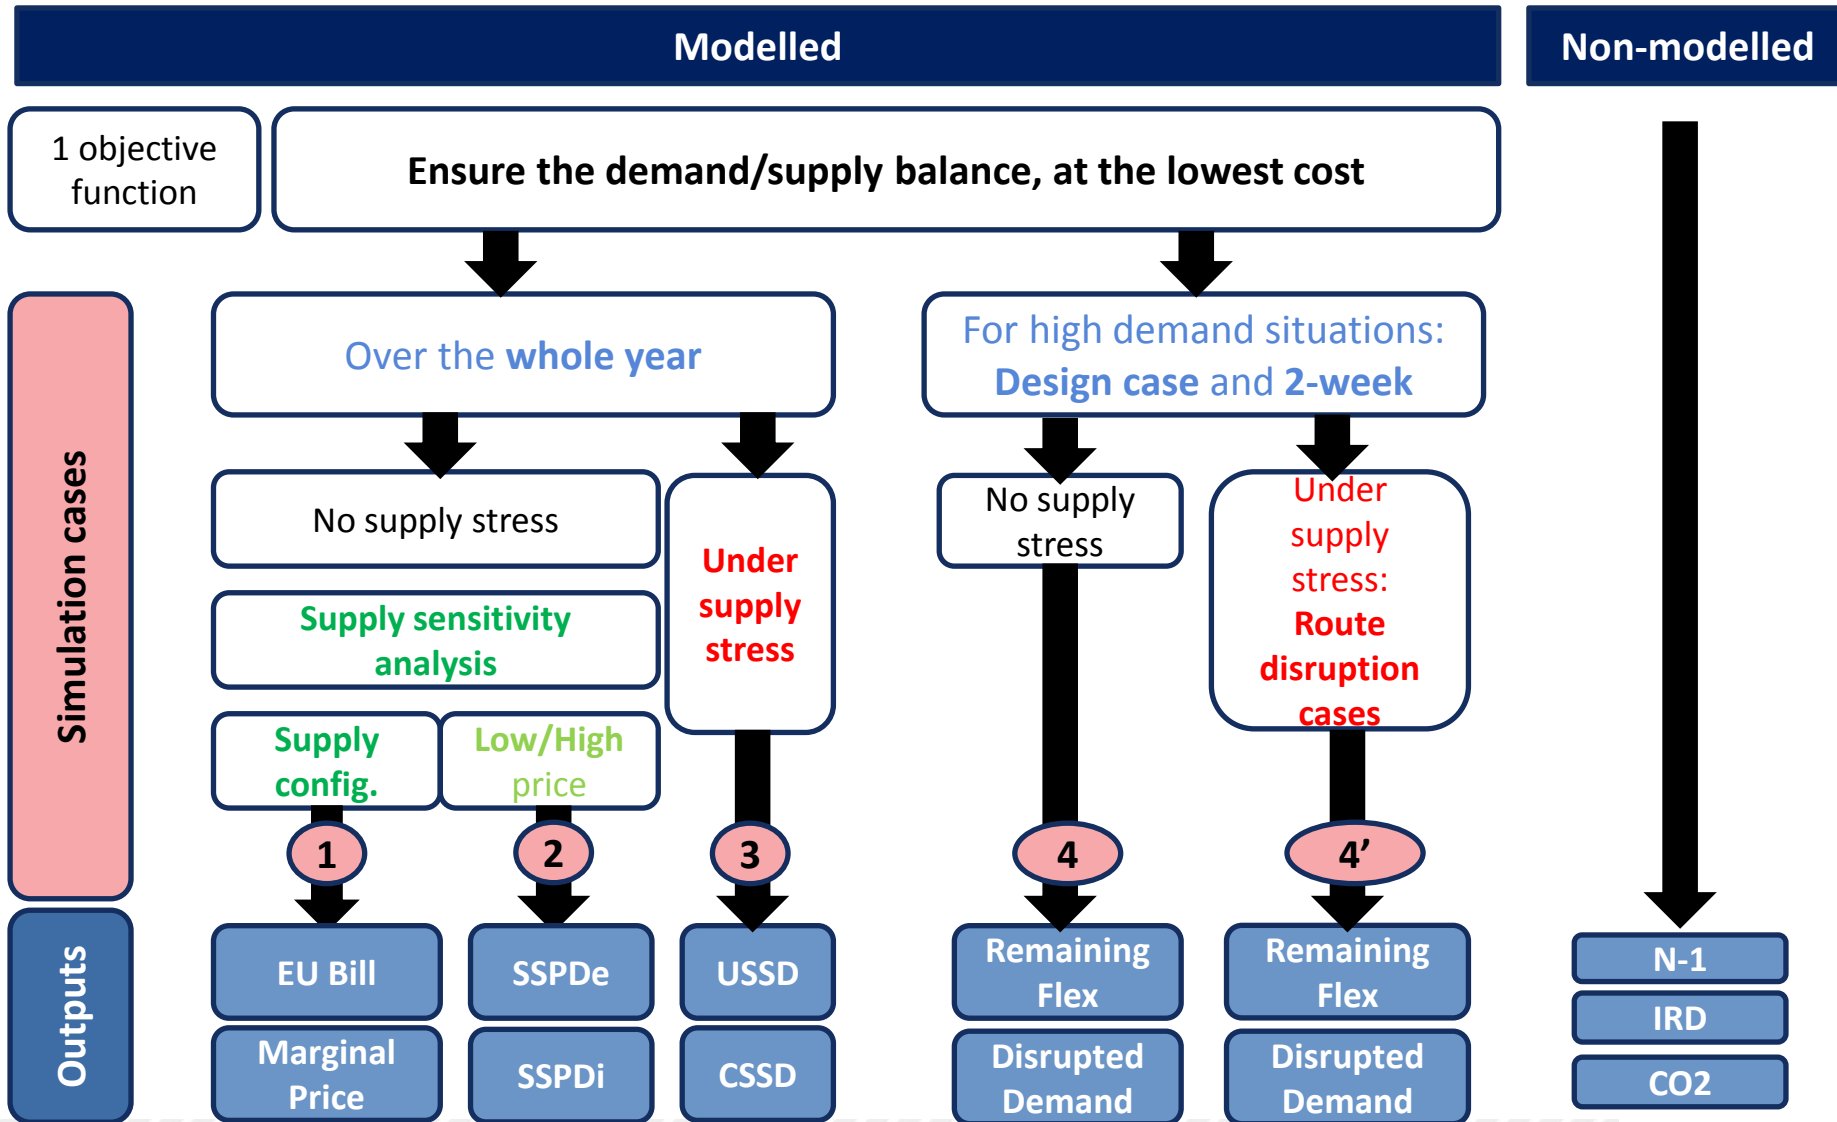 Modelled
Non-modelled
1 objective
function
Ensure the demand/supply balance, at the lowest cost
Simulation cases
Over the whole year
For high demand situations:
Design case and 2-week
No supply stress
Under
supply
stress
No supply
stress
Under
supply
stress:
Route
disruption
cases
Supply sensitivity
analysis
Supply
config.
Low/High
price
1
2
3
4
4’
Outputs
EU Bill
SSPDe
USSD
Remaining
Flex
Remaining
Flex
N-1
IRD
CO2
Marginal
Price
SSPDi
CSSD
Disrupted
Demand
Disrupted
Demand